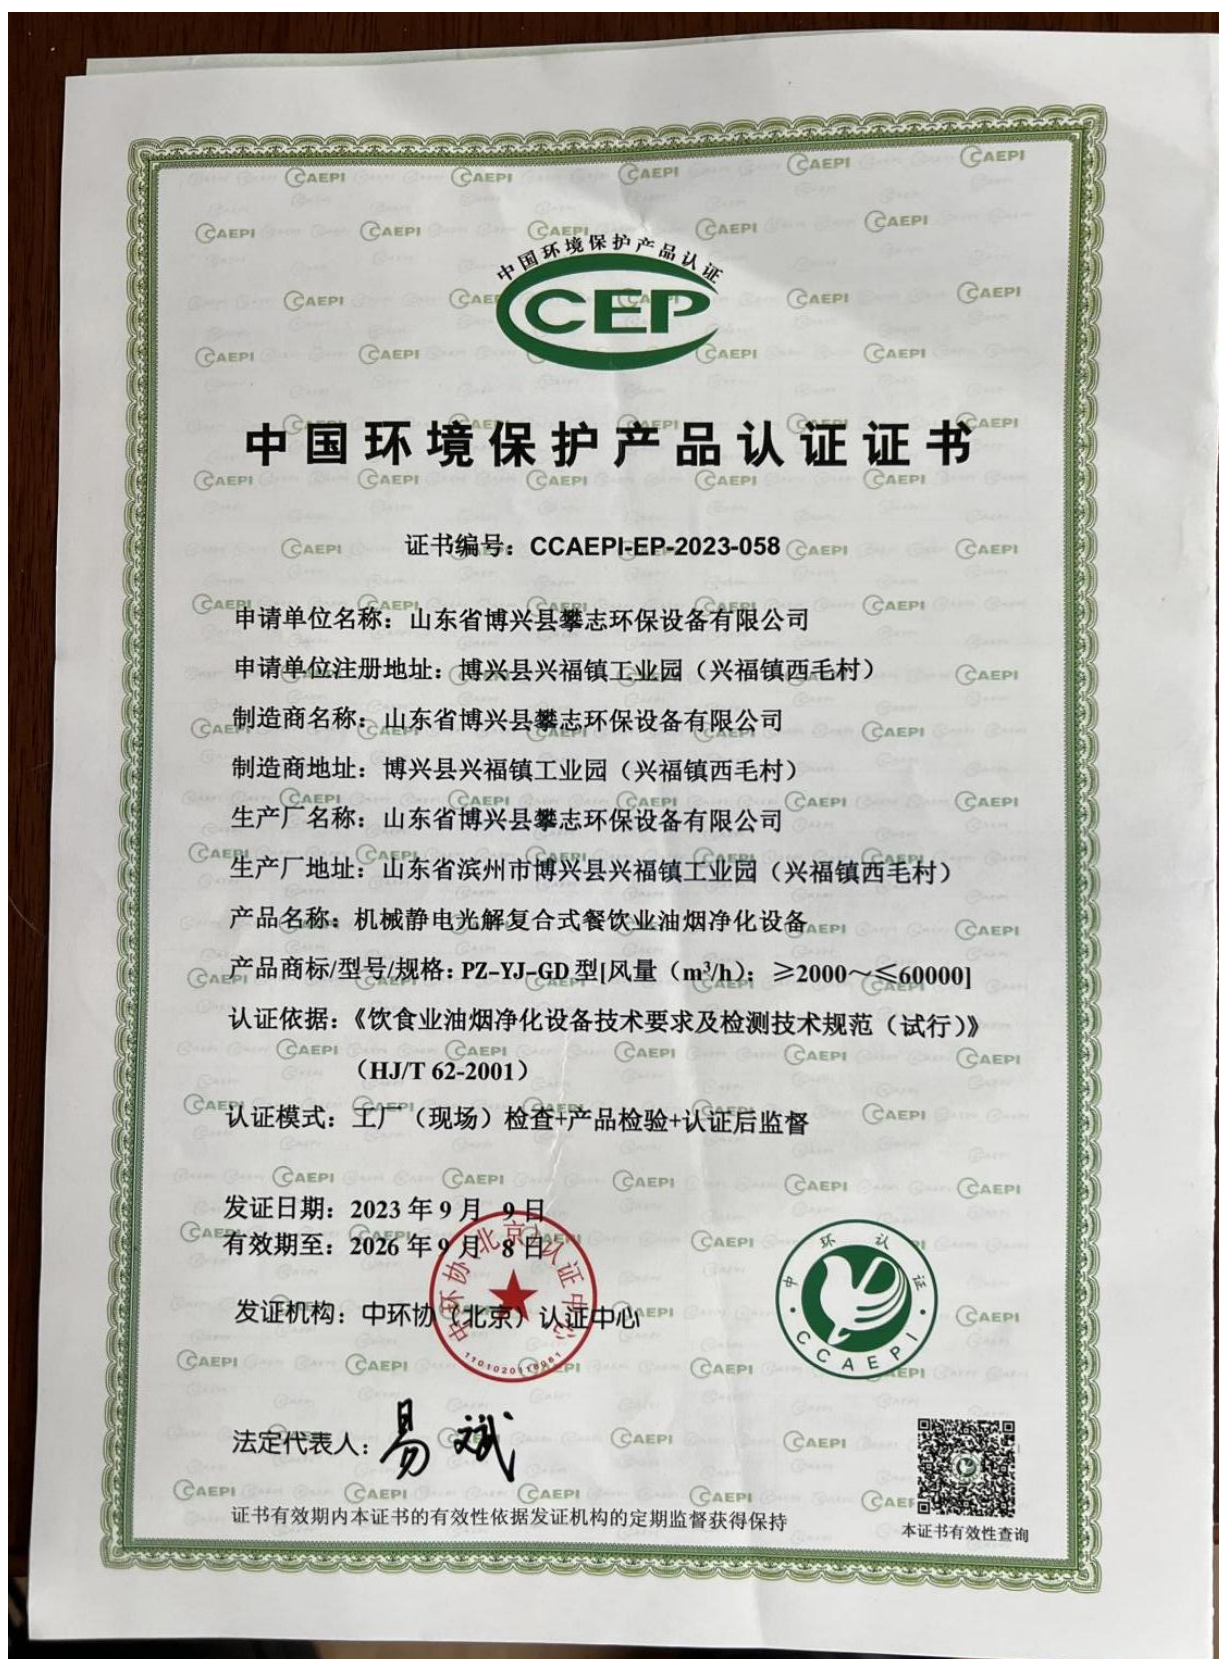 中国环境保护产品认证
CEP
中国环境保护产品认证证书
证书编号：CCAEPI-EP-2023-058
申请单位名称：山东省博兴县攀志环保设备有限公司
申请单位注册地址：博兴县兴福镇工业园（兴福镇西毛村）
制造商名称：山东省博兴县攀志环保设备有限公司
制造商地址：博兴县兴福镇工业园（兴福镇西毛村）
生产厂名称：山东省博兴县攀志环保设备有限公司
生产厂地址：山东省滨州市博兴县兴福镇工业园（兴福镇西毛村）
产品名称：机械静电光解复合式餐饮业油烟净化设备
产品商标/型号/规格：PZ-YJ-GD型[风量（m³/h）：≥2000～≤60000]
认证依据：《饮食业油烟净化设备技术要求及检测技术规范（试行）》
（HJ/T 62-2001）
认证模式：工厂（现场）检查+产品检验+认证后监督
发证日期：2023年9月 9日
有效期至：2026年9月 8日
发证机构：中环协（北京）认证中心
中环协（北京）认证中心
中环认证
CCAEPI
法定代表人：易斌
证书有效期内本证书的有效性依据发证机构的定期监督获得保持
本证书有效性查询